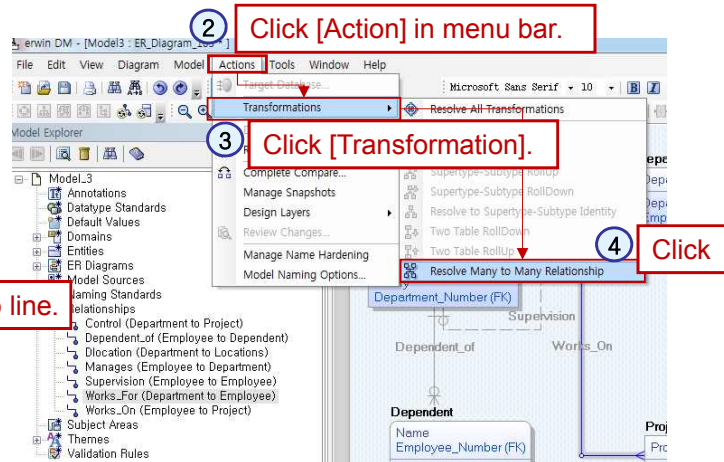 2 Click [Action] in menu bar.
erwin DM - [Model3 : ER_Diagram_
File Edit View Diagram Model Actions Tools Window Help
Target Database...
Microsoft Sans Serif 10 B I
Transformations
Resolve All Transformations
3 Click [Transformation].
Model Explorer
Supertype-Subtype RollUp
Complete Compare...
Supertype-Subtype RollDown
Manage Snapshots
Resolve to Supertype-Subtype Identity
Design Layers
Two Table RollDown
Review Changes...
Two Table RollUp
4 Click
Manage Name Hardening
Resolve Many to Many Relationship
Model Naming Options...
Model_3
Annotations
Datatype Standards
Default Values
Domains
Entities
ER Diagrams
Model Sources
Naming Standards
line.
Relationships
Control (Department to Project)
Dependent_of (Employee to Dependent)
Dlocation (Department to Locations)
Manages (Employee to Department)
Supervision (Employee to Employee)
Works_For (Department to Employee)
Works_On (Employee to Project)
Subject Areas
Themes
Validation Rules
Department_Number (FK)
Supervision
Dependent_of
Works_On
Dependent
Name
Employee_Number (FK)